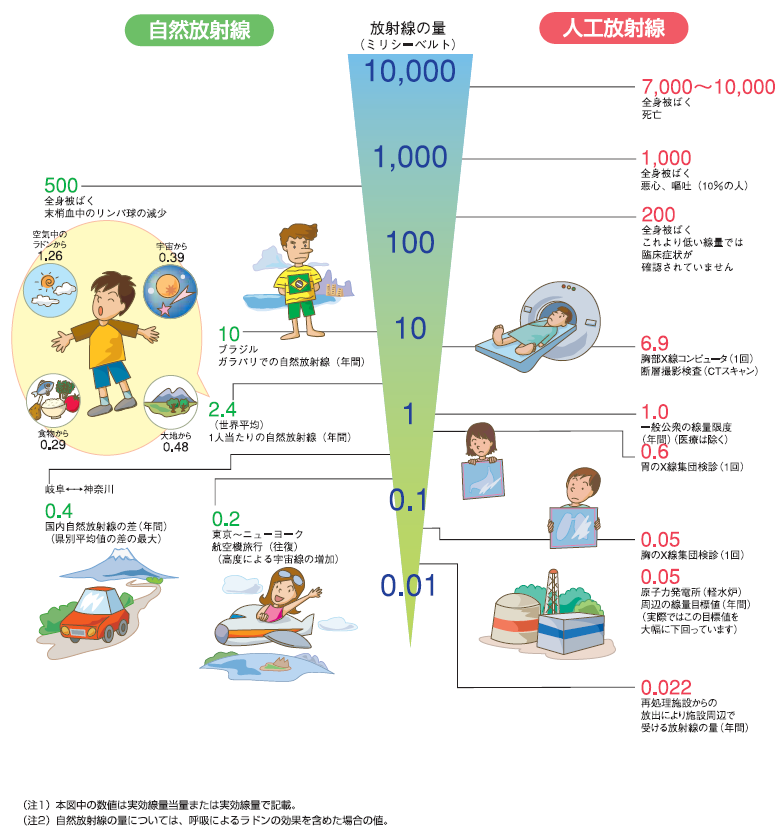 自然放射線
放射線の量
(ミリシーベルト)
人工放射線
10,000
1,000
100
10
1
0.1
0.01
500
全身被ばく
末梢血中のリンパ球の減少
空気中の
ラドンから
1.26
宇宙から
0.39
食物から
0.29
大地から
0.48
10
ブラジル
ガラパリでの自然放射線(年間)
2.4
(世界平均)
1人当たりの自然放射線(年間)
岐阜⟷神奈川
0.4
国内自然放射線の差(年間)
(県別平均値の差の最大)
0.2
東京〜ニューヨーク
航空機旅行(往復)
(高度による宇宙線の増加)
7,000〜10,000
全身被ばく
死亡
1,000
全身被ばく
悪心、嘔吐(10%の人)
200
全身被ばく
これより低い線量では
臨床症状が
確認されていません
6.9
胸部X線コンピュータ(1回)
断層撮影検査(CTスキャン)
1.0
一般公衆の線量限度
(年間)(医療は除く)
0.6
胃のX線集団検診(1回)
0.05
胸のX線集団検診(1回)
0.05
原子力発電所(軽水炉)
周辺の線量目標値(年間)
(実際ではこの目標値を
大幅に下回っています)
0.022
再処理施設からの
放出により施設周辺で
受ける放射線の量(年間)
(注1)本図中の数値は実効線量当量または実効線量で記載。
(注2)自然放射線の量については、呼吸によるラドンの効果を含めた場合の値。